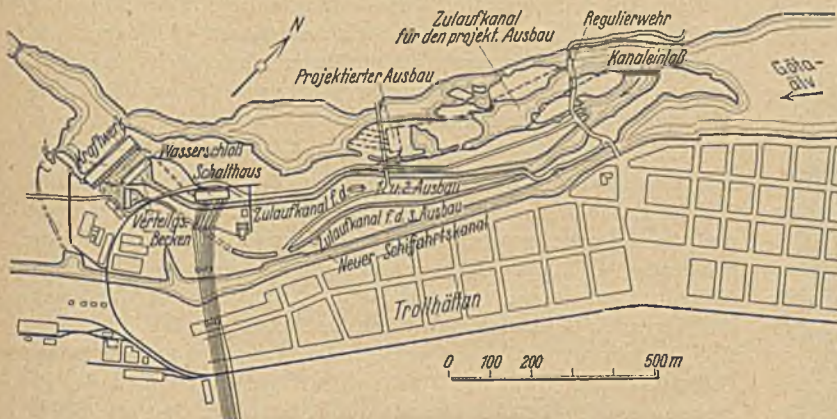 N
Zulaufkanal
für den projekt. Ausbau
Regulierwehr
Kanaleinlaß
Projektierter Ausbau
Göta-
älv
Kraftwerk
Wasserschloß
Schalthaus
Zulaufkanal f.d.
1. u. 2. Ausbau
Verteilgs-
Becken
Zulaufkanal f. d. 3. Ausbau
Neuer Schiffahrtskanal
Trollhättan
0 100 200 500 m